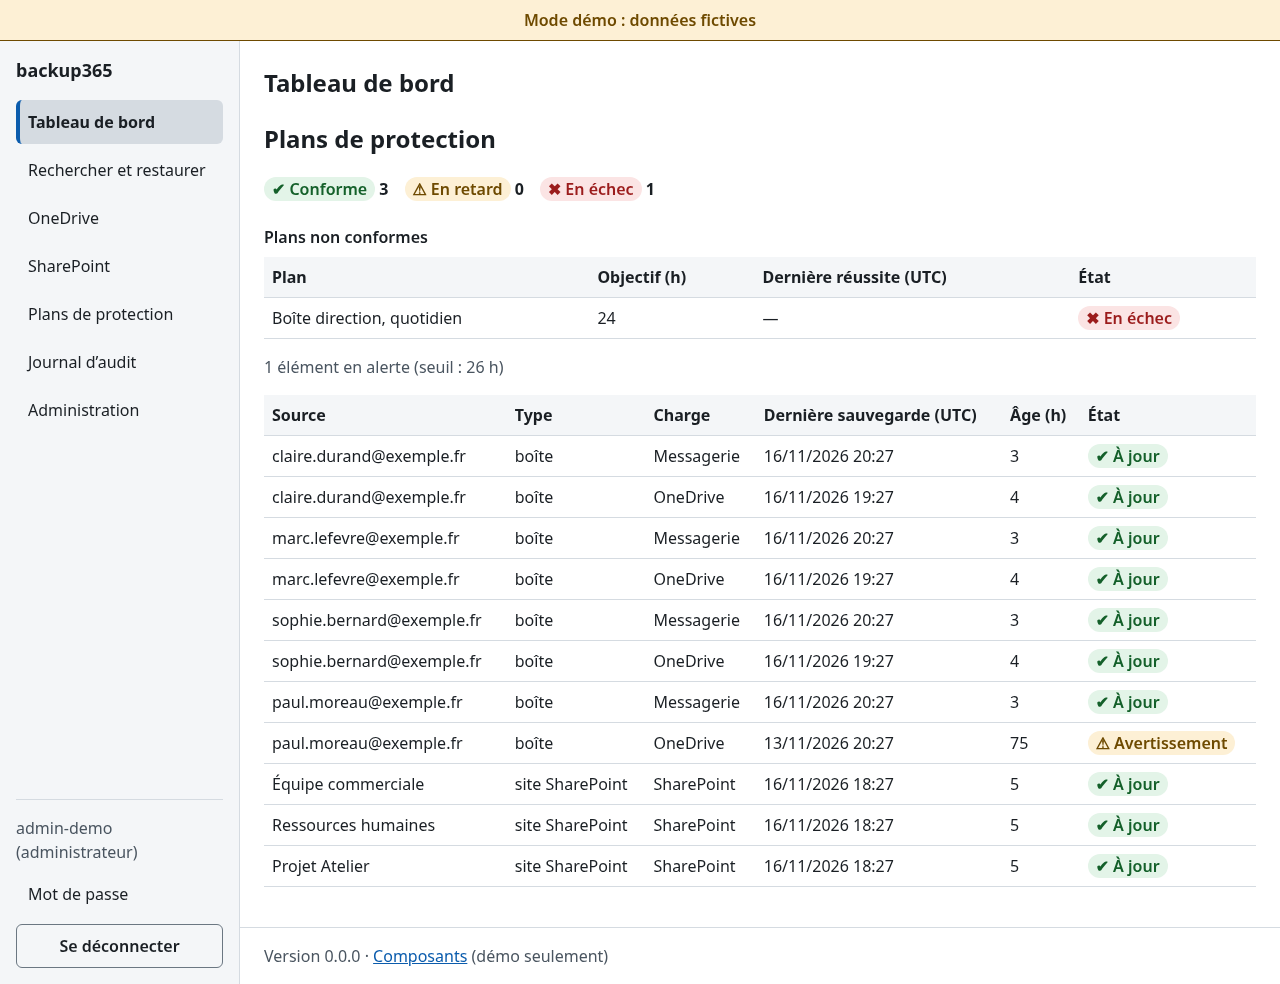 Mode démo : données fictives
backup365
Tableau de bord
Rechercher et restaurer
OneDrive
SharePoint
Plans de protection
Journal d’audit
Administration
admin-demo
(administrateur)
Mot de passe
Se déconnecter
Tableau de bord
Plans de protection
✔ Conforme 3 ⚠ En retard 0 ✖ En échec 1
Plans non conformes
Plan Objectif (h) Dernière réussite (UTC) État
Boîte direction, quotidien 24 — ✖ En échec
1 élément en alerte (seuil : 26 h)
Source Type Charge Dernière sauvegarde (UTC) Âge (h) État
claire.durand@exemple.fr boîte Messagerie 16/11/2026 20:27 3 ✔ À jour
claire.durand@exemple.fr boîte OneDrive 16/11/2026 19:27 4 ✔ À jour
marc.lefevre@exemple.fr boîte Messagerie 16/11/2026 20:27 3 ✔ À jour
marc.lefevre@exemple.fr boîte OneDrive 16/11/2026 19:27 4 ✔ À jour
sophie.bernard@exemple.fr boîte Messagerie 16/11/2026 20:27 3 ✔ À jour
sophie.bernard@exemple.fr boîte OneDrive 16/11/2026 19:27 4 ✔ À jour
paul.moreau@exemple.fr boîte Messagerie 16/11/2026 20:27 3 ✔ À jour
paul.moreau@exemple.fr boîte OneDrive 13/11/2026 20:27 75 ⚠ Avertissement
Équipe commerciale site SharePoint SharePoint 16/11/2026 18:27 5 ✔ À jour
Ressources humaines site SharePoint SharePoint 16/11/2026 18:27 5 ✔ À jour
Projet Atelier site SharePoint SharePoint 16/11/2026 18:27 5 ✔ À jour
Version 0.0.0 · Composants (démo seulement)